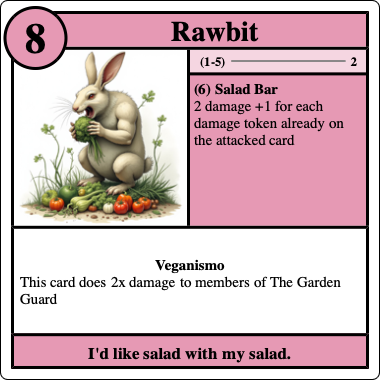 8
Rawbit
(1-5) 2
(6) Salad Bar
2 damage +1 for each
damage token already on
the attacked card
Veganismo
This card does 2x damage to members of The Garden
Guard
I'd like salad with my salad.